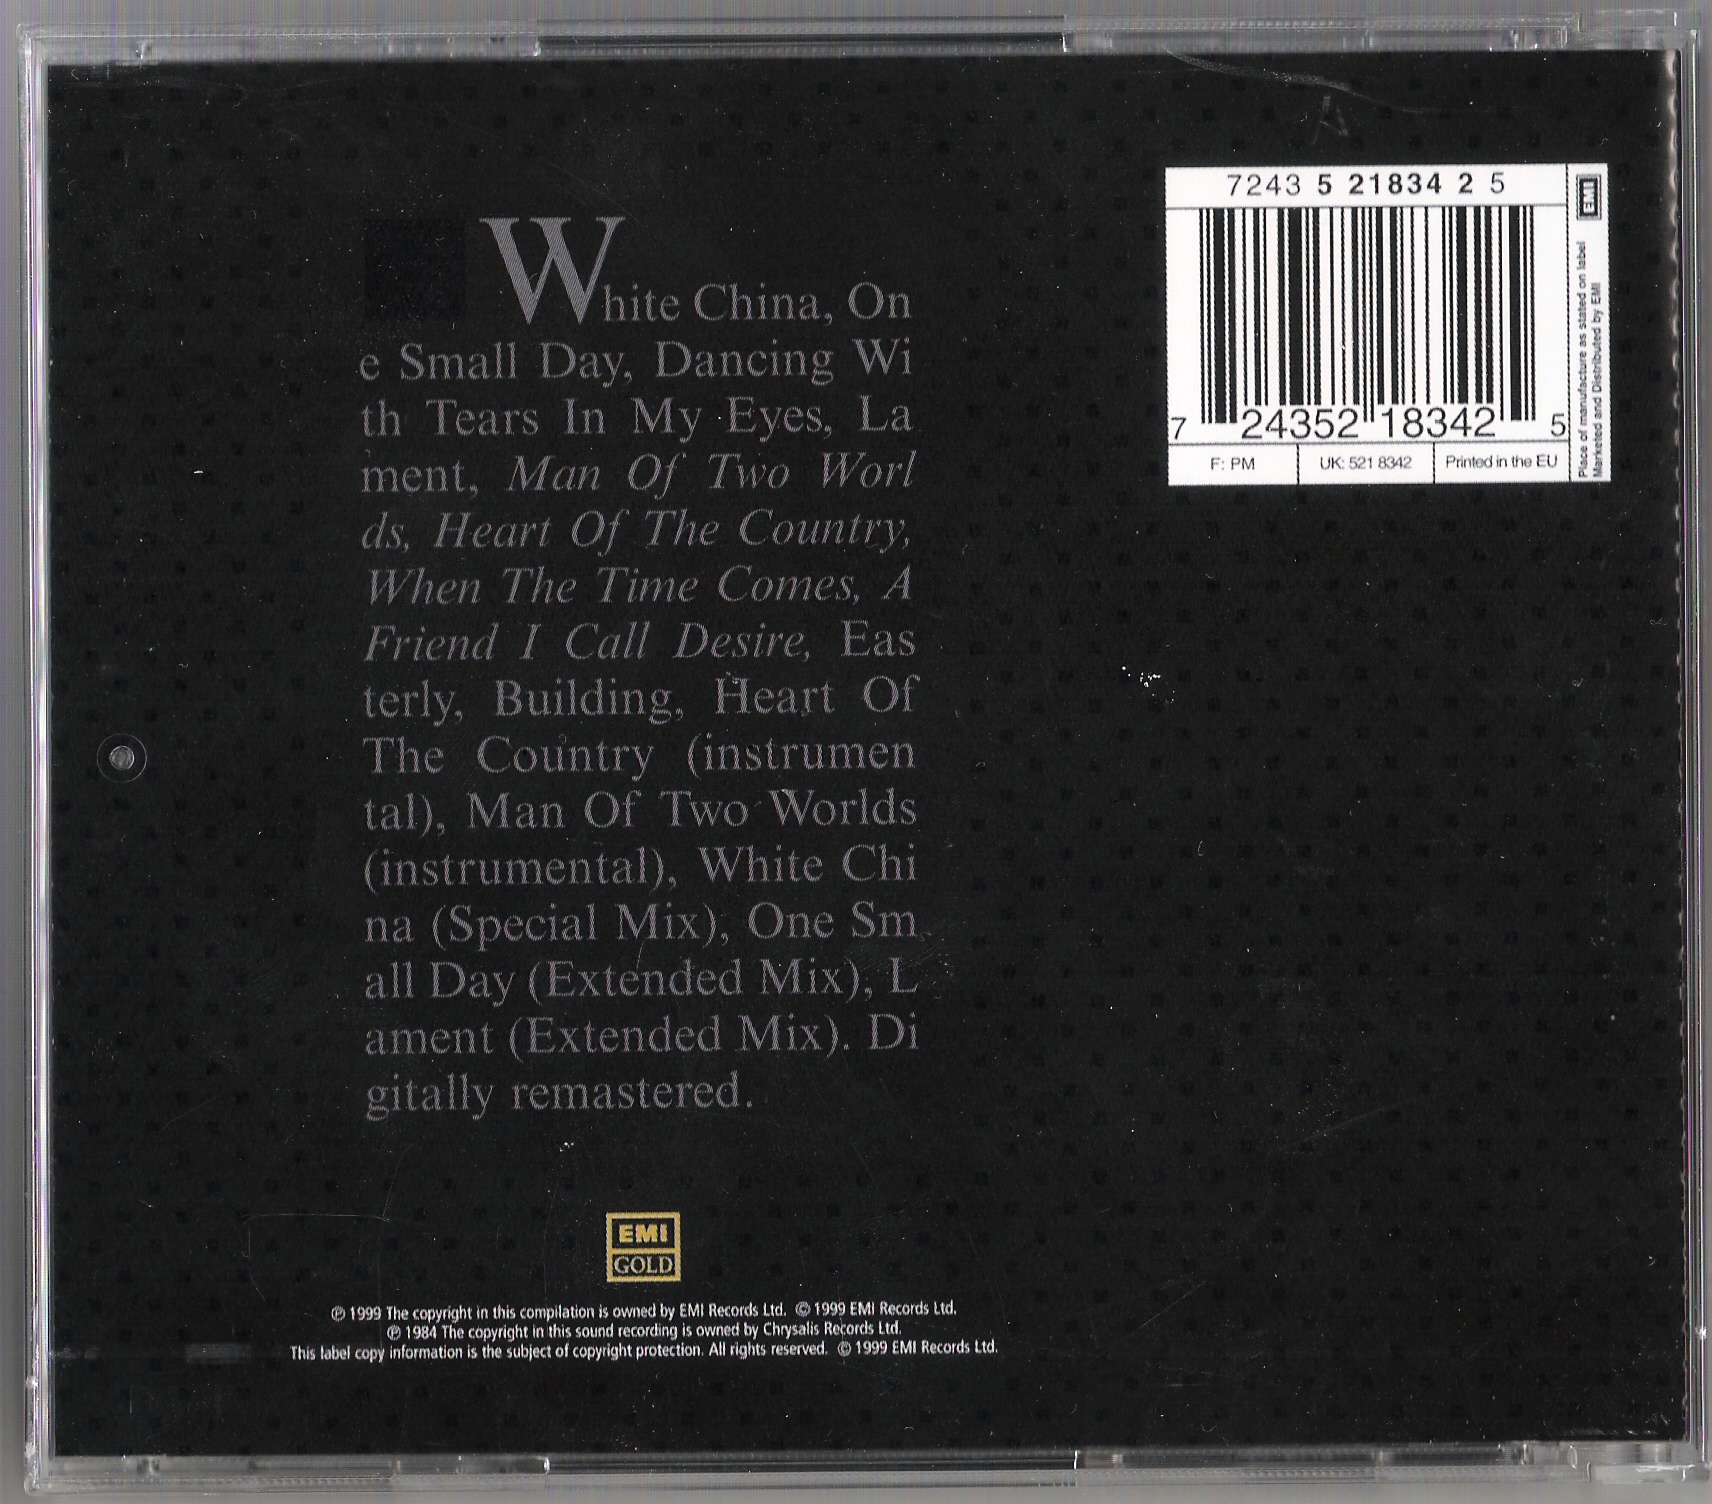 7243 5 21834 2 5
7 24352 18342 5
F: PM
UK: 521 8342
Printed in the EU
EMI
Place of manufacture as stated on label
Marketed and Distributed by EMI
White China, On
e Small Day, Dancing Wi
th Tears In My Eyes, La
ment, Man Of Two Worl
ds, Heart Of The Country,
When The Time Comes, A
Friend I Call Desire, Eas
terly, Building, Heart Of
The Country (instrumen
tal), Man Of Two Worlds
(instrumental), White Chi
na (Special Mix), One Sm
all Day (Extended Mix), L
ament (Extended Mix). Di
gitally remastered.
EMI
GOLD
℗ 1999 The copyright in this compilation is owned by EMI Records Ltd. © 1999 EMI Records Ltd.
℗ 1984 The copyright in this sound recording is owned by Chrysalis Records Ltd.
This label copy information is the subject of copyright protection. All rights reserved. © 1999 EMI Records Ltd.